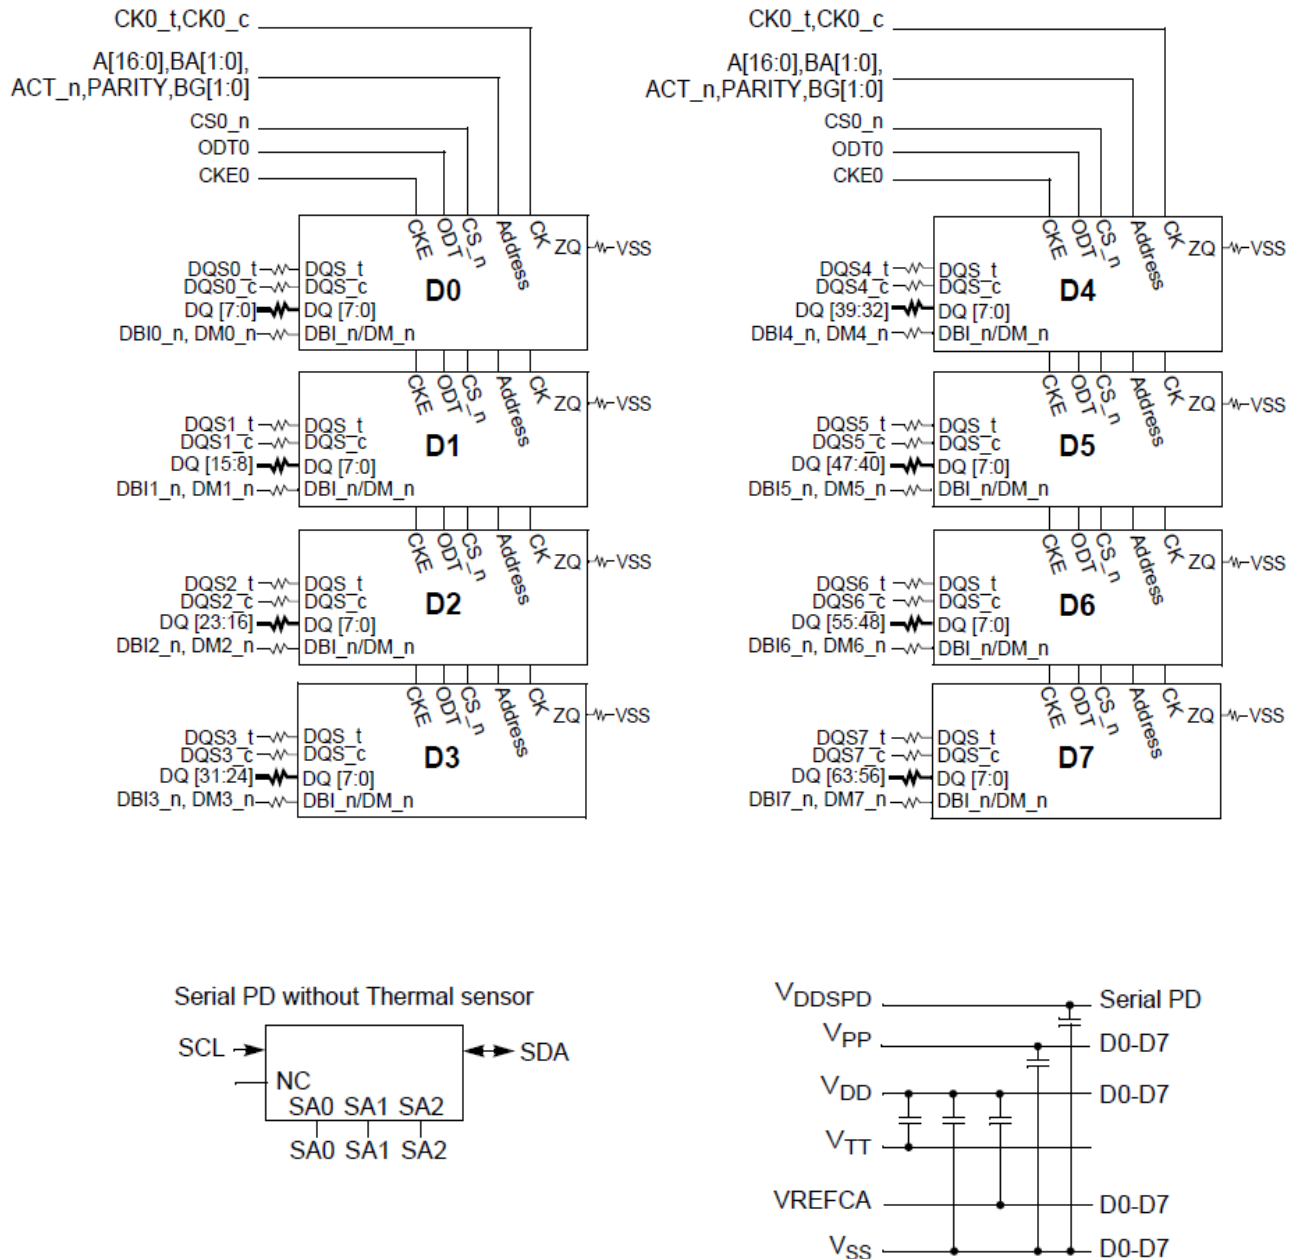 CK0_t,CK0_c
A[16:0],BA[1:0],
ACT_n,PARITY,BG[1:0]
CS0_n
ODT0
CKE0
CKE ODT CS_n Address CK ZQ VSS
DQS0_t DQS_t
DQS0_c DQS_c
D0
DQ [7:0] DQ [7:0]
DBI0_n, DM0_n DBI_n/DM_n
CKE ODT CS_n Address CK ZQ VSS
DQS1_t DQS_t
DQS1_c DQS_c
D1
DQ [15:8] DQ [7:0]
DBI1_n, DM1_n DBI_n/DM_n
CKE ODT CS_n Address CK ZQ VSS
DQS2_t DQS_t
DQS2_c DQS_c
D2
DQ [23:16] DQ [7:0]
DBI2_n, DM2_n DBI_n/DM_n
CKE ODT CS_n Address CK ZQ VSS
DQS3_t DQS_t
DQS3_c DQS_c
D3
DQ [31:24] DQ [7:0]
DBI3_n, DM3_n DBI_n/DM_n
CK0_t,CK0_c
A[16:0],BA[1:0],
ACT_n,PARITY,BG[1:0]
CS0_n
ODT0
CKE0
CKE ODT CS_n Address CK ZQ VSS
DQS4_t DQS_t
DQS4_c DQS_c
D4
DQ [39:32] DQ [7:0]
DBI4_n, DM4_n DBI_n/DM_n
CKE ODT CS_n Address CK ZQ VSS
DQS5_t DQS_t
DQS5_c DQS_c
D5
DQ [47:40] DQ [7:0]
DBI5_n, DM5_n DBI_n/DM_n
CKE ODT CS_n Address CK ZQ VSS
DQS6_t DQS_t
DQS6_c DQS_c
D6
DQ [55:48] DQ [7:0]
DBI6_n, DM6_n DBI_n/DM_n
CKE ODT CS_n Address CK ZQ VSS
DQS7_t DQS_t
DQS7_c DQS_c
D7
DQ [63:56] DQ [7:0]
DBI7_n, DM7_n DBI_n/DM_n
Serial PD without Thermal sensor
SCL SDA
NC
SA0 SA1 SA2
SA0 SA1 SA2
VDDSPD Serial PD
VPP D0-D7
VDD D0-D7
VTT
VREFCA D0-D7
VSS D0-D7